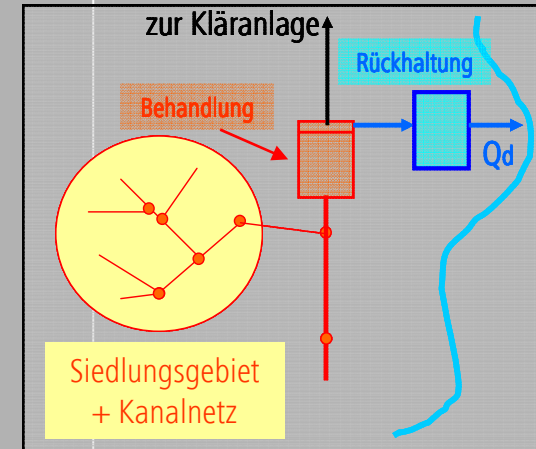 zur Kläranlage
Rückhaltung
Behandlung
Qd
Siedlungsgebiet
+ Kanalnetz